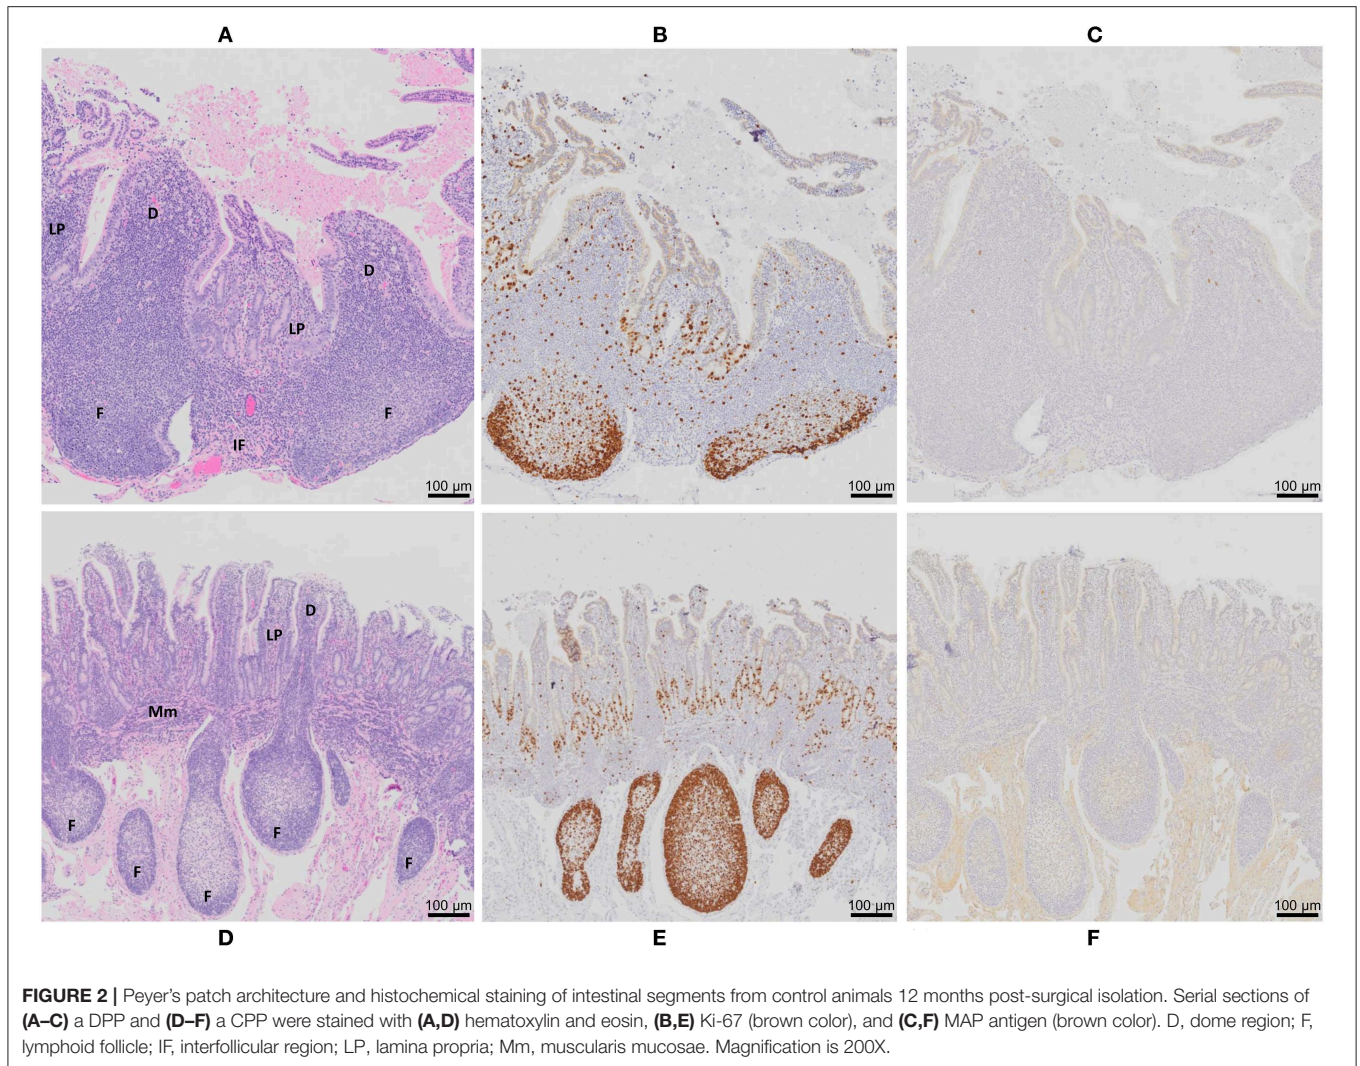 A
B
C
D
LP
D
LP
F
F
IF
100 µm
100 µm
100 µm
D
LP
Mm
F
F
F
F
F
100 µm
100 µm
100 µm
D
E
F
FIGURE 2 | Peyer's patch architecture and histochemical staining of intestinal segments from control animals 12 months post-surgical isolation. Serial sections of
(A–C) a DPP and (D–F) a CPP were stained with (A,D) hematoxylin and eosin, (B,E) Ki-67 (brown color), and (C,F) MAP antigen (brown color). D, dome region; F,
lymphoid follicle; IF, interfollicular region; LP, lamina propria; Mm, muscularis mucosae. Magnification is 200X.